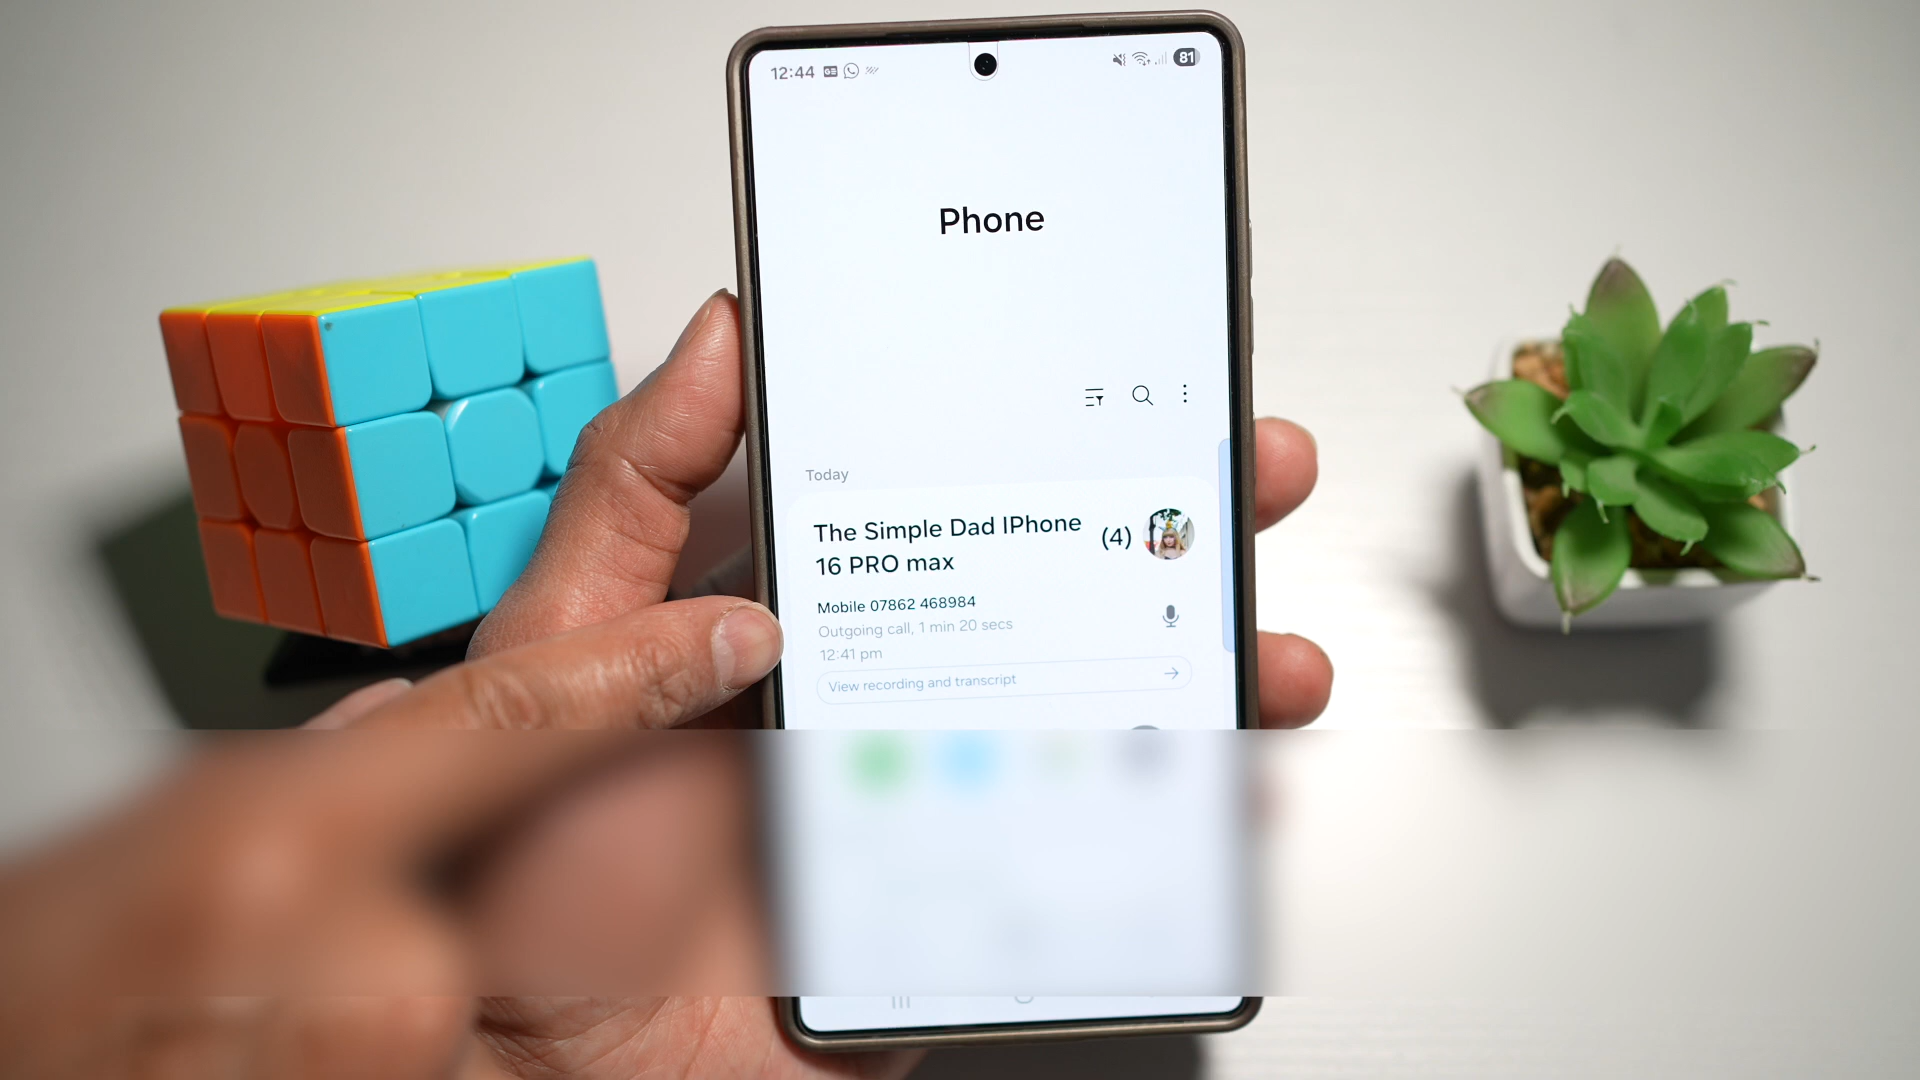 12:44
81
Phone
Today
The Simple Dad IPhone (4)
16 PRO max
Mobile 07862 468984
Outgoing call, 1 min 20 secs
12:41 pm
View recording and transcript